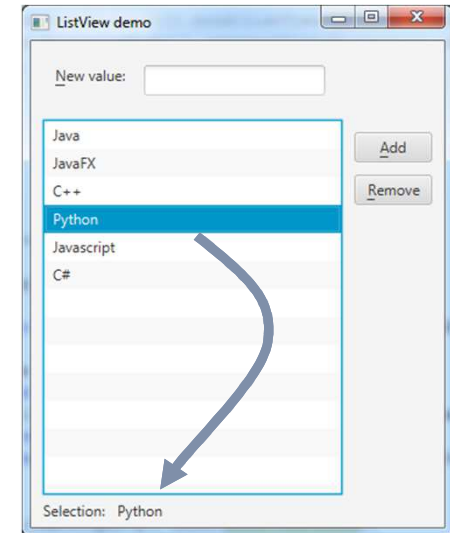 ListView demo
New value:
Java
JavaFX
C++
Python
Javascript
C#
Add
Remove
Selection: Python